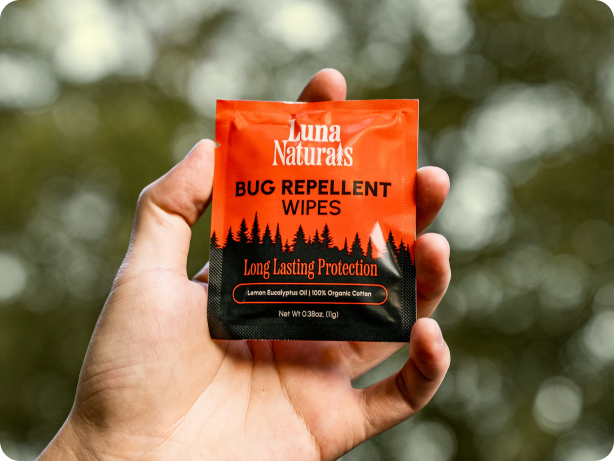 Luna
Naturals
BUG REPELLENT
WIPES
Long Lasting Protection
Lemon Eucalyptus Oil | 100% Organic Cotton
Net Wt 0.38oz. (11g)